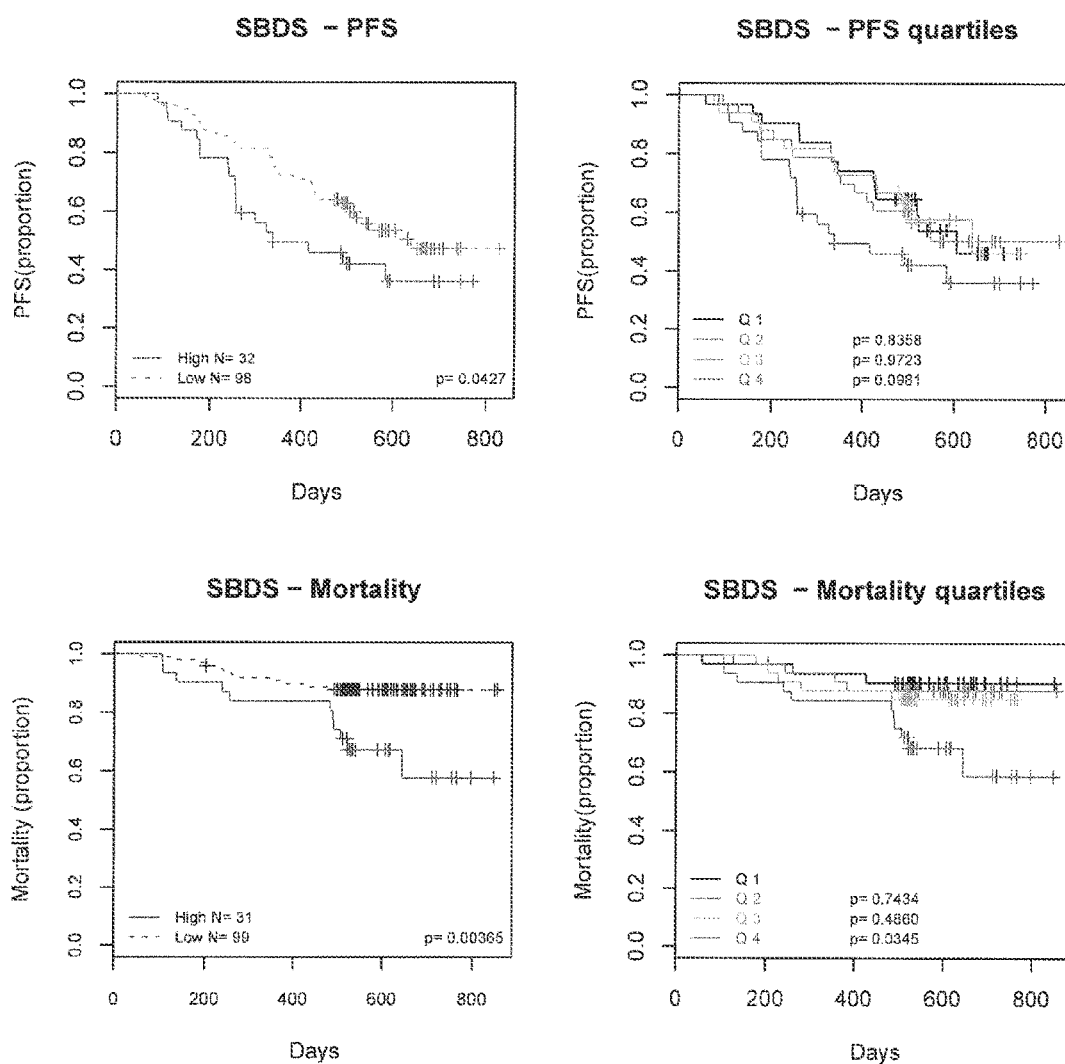 SBDS – PFS
PFS(proportion)
1.0
0.8
0.6
0.4
0.2
0.0
High N= 32
Low N= 98
p= 0.0427
0
200
400
600
800
Days
SBDS – PFS quartiles
PFS(proportion)
1.0
0.8
0.6
0.4
0.2
0.0
Q 1
Q 2
p= 0.8358
Q 3
p= 0.9723
Q 4
p= 0.0981
0
200
400
600
800
Days
SBDS – Mortality
Mortality (proportion)
1.0
0.8
0.6
0.4
0.2
0.0
High N= 31
Low N= 99
p= 0.00365
0
200
400
600
800
Days
SBDS – Mortality quartiles
Mortality(proportion)
1.0
0.8
0.6
0.4
0.2
0.0
Q 1
Q 2
p= 0.7434
Q 3
p= 0.4860
Q 4
p= 0.0345
0
200
400
600
800
Days